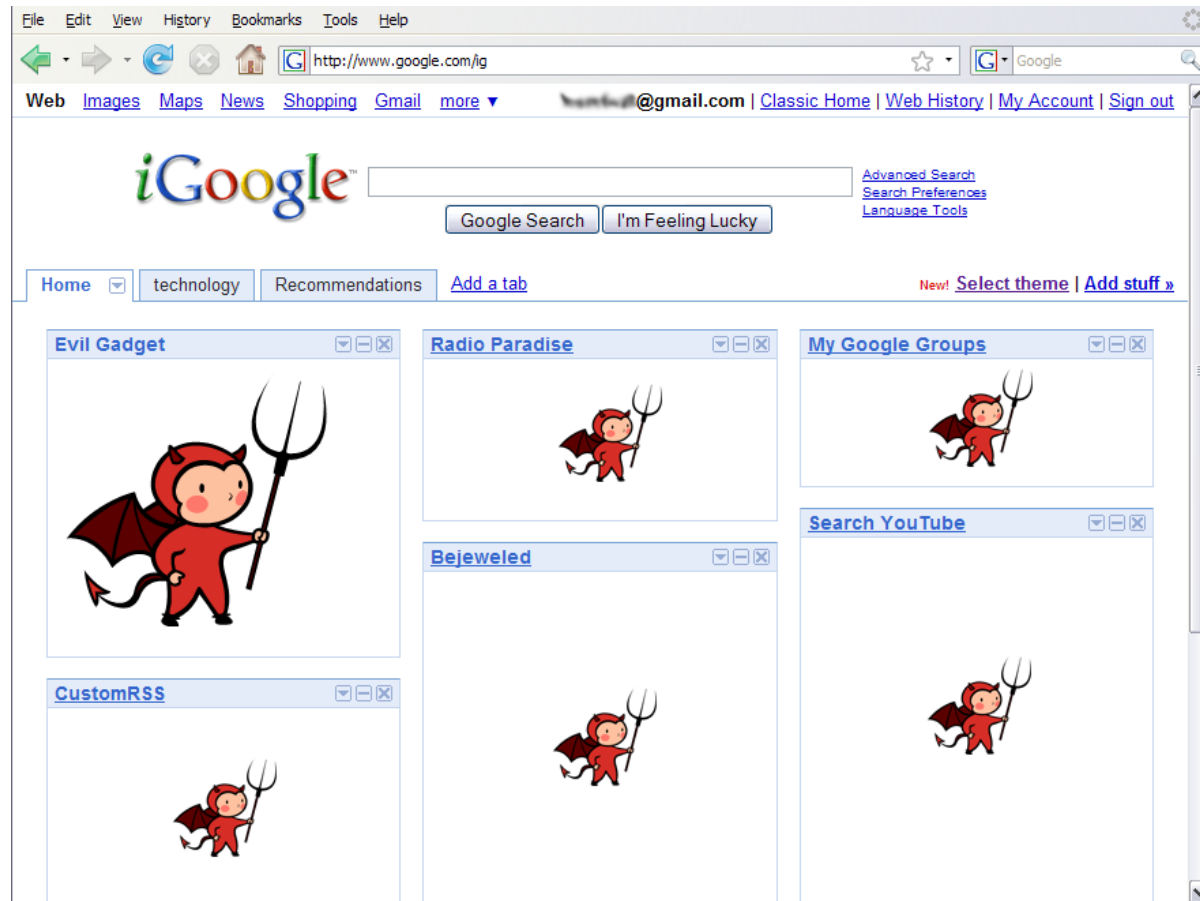 File Edit View History Bookmarks Tools Help
http://www.google.com/ig
G Google
Web Images Maps News Shopping Gmail more ▼ @gmail.com | Classic Home | Web History | My Account | Sign out
iGoogle™
Advanced Search
Search Preferences
Language Tools
Google Search I'm Feeling Lucky
Home technology Recommendations Add a tab New! Select theme | Add stuff »
Evil Gadget Radio Paradise My Google Groups
Search YouTube
Bejeweled
CustomRSS